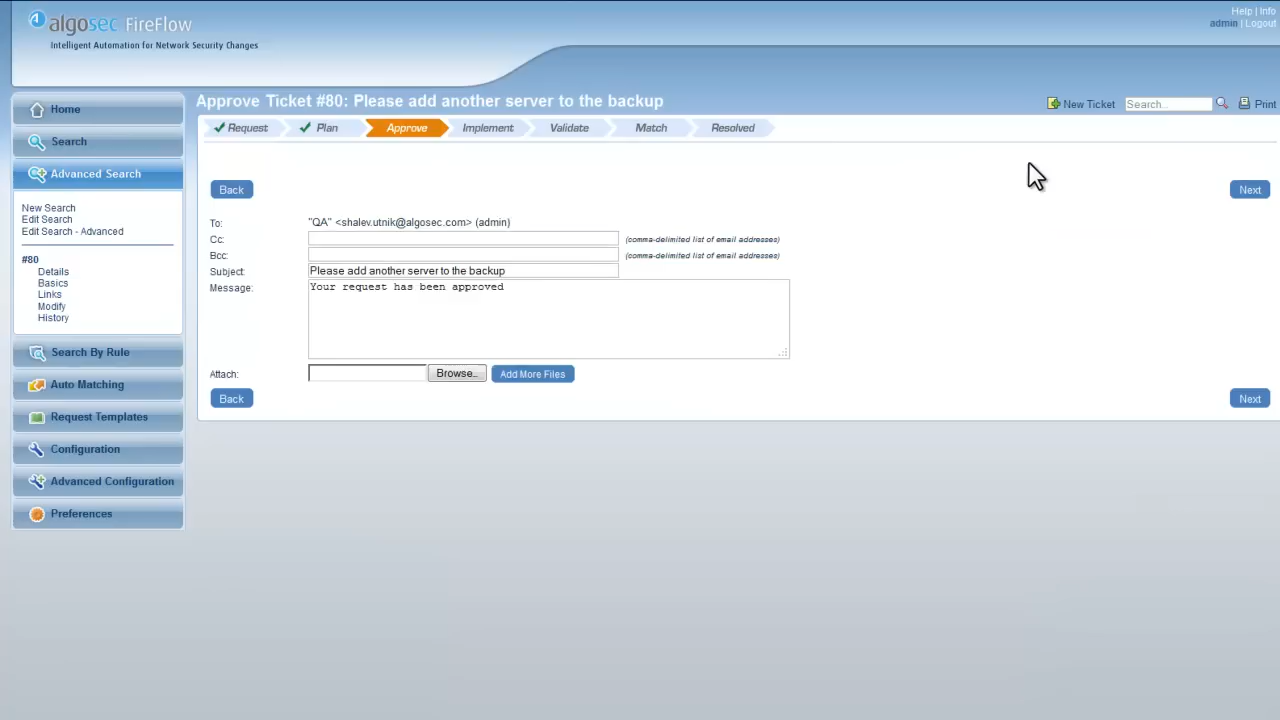 algosec FireFlow
Intelligent Automation for Network Security Changes
Help | Info
admin | Logout
Home
Search
Advanced Search
New Search
Edit Search
Edit Search - Advanced
#80
Details
Basics
Links
Modify
History
Search By Rule
Auto Matching
Request Templates
Configuration
Advanced Configuration
Preferences
Approve Ticket #80: Please add another server to the backup
New Ticket Search... Print
Request Plan Approve Implement Validate Match Resolved
Back Next
To: "QA" <shalev.utnik@algosec.com> (admin)
Cc: (comma-delimited list of email addresses)
Bcc: (comma-delimited list of email addresses)
Subject: Please add another server to the backup
Message: Your request has been approved
Attach: Browse... Add More Files
Back Next